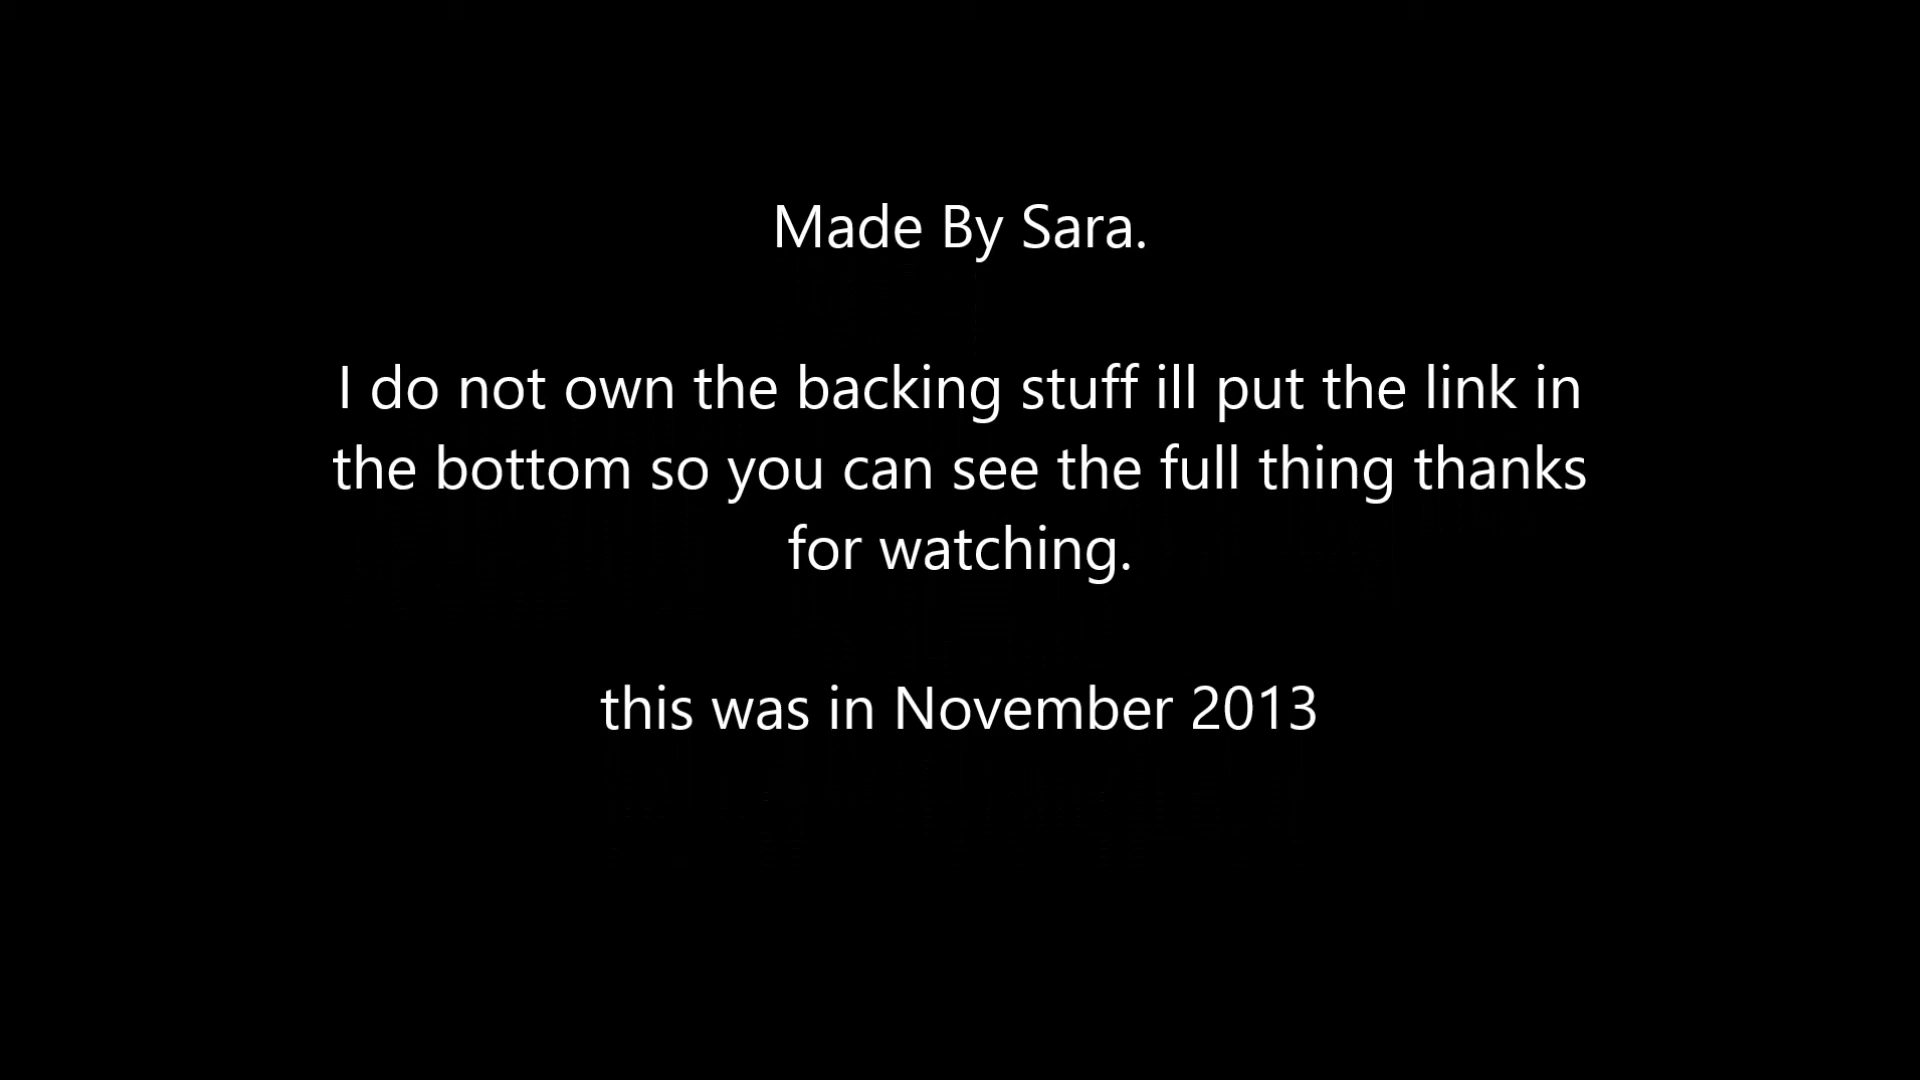 Made By Sara.
I do not own the backing stuff ill put the link in
the bottom so you can see the full thing thanks
for watching.
this was in November 2013